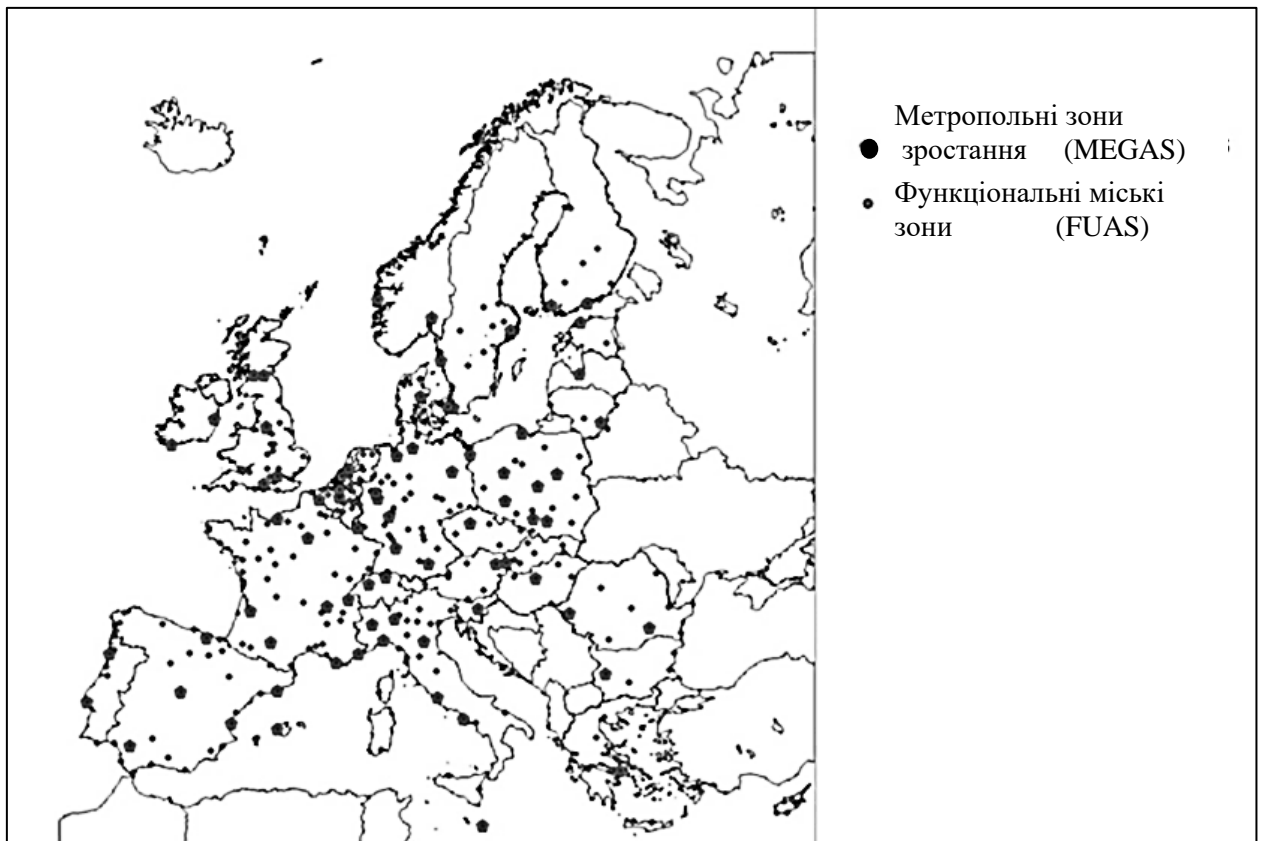 Метропольні зони
зростання (MEGAS)
Функціональні міські
зони (FUAS)